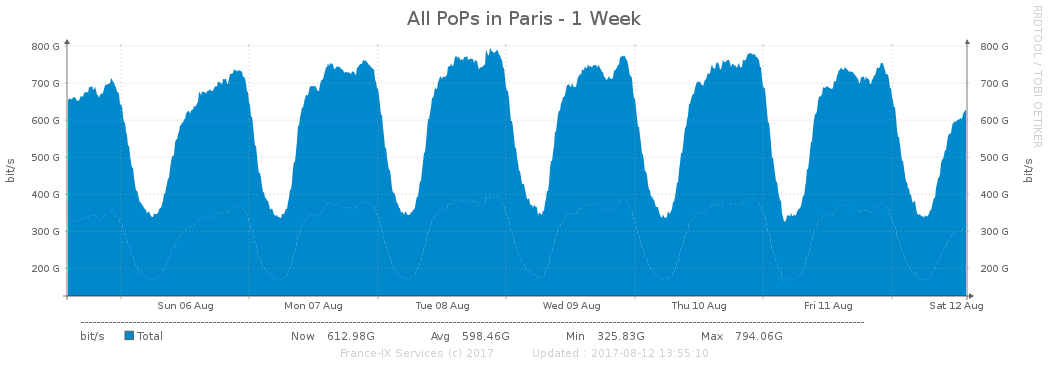 All PoPs in Paris - 1 Week
RRDTOOL / TOBI OETIKER
800 G 800 G
700 G 700 G
600 G 600 G
500 G 500 G
400 G 400 G
300 G 300 G
200 G 200 G
bit/s bit/s
Sun 06 Aug Mon 07 Aug Tue 08 Aug Wed 09 Aug Thu 10 Aug Fri 11 Aug Sat 12 Aug
bit/s Total Now 612.98G Avg 598.46G Min 325.83G Max 794.06G
France-IX Services (c) 2017 Updated : 2017-08-12 13:55:10